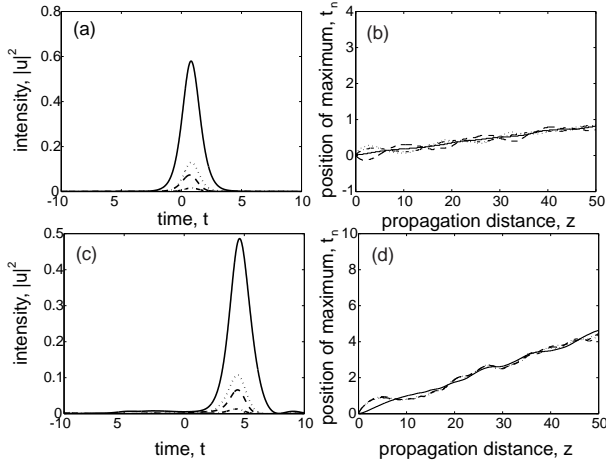 (a)
intensity, |u|²
0.8
0.6
0.4
0.2
0
-10 5 0 5 10
time, t
(b)
position of maximum, tₙ
4
2
0
-1
0 10 20 30 40 50
propagation distance, z
(c)
intensity, |u|²
0.5
0.4
0.3
0.2
0.1
0
-10 5 0 5 10
time, t
(d)
position of maximum, tₙ
10
8
6
4
2
0
0 10 20 30 40 50
propagation distance, z